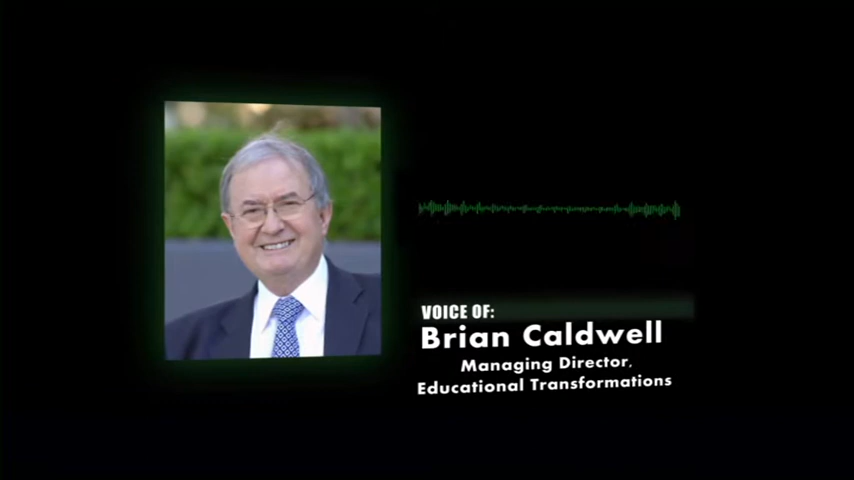 VOICE OF:
Brian Caldwell
Managing Director,
Educational Transformations